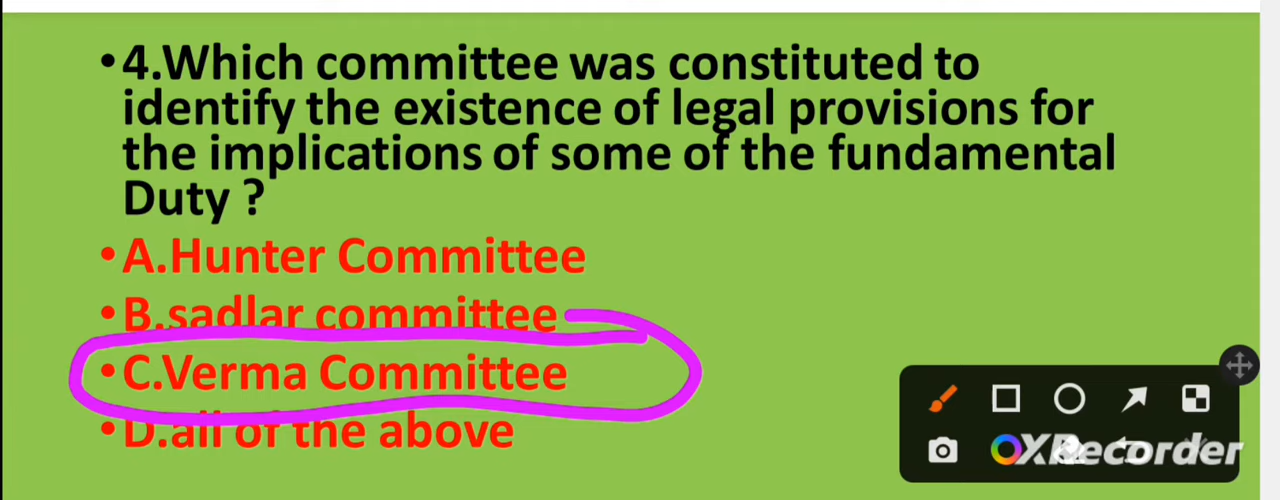 •4.Which committee was constituted to
identify the existence of legal provisions for
the implications of some of the fundamental
Duty ?
•A.Hunter Committee
•B.sadlar committee
•C.Verma Committee
•D.all of the above
XRecorder